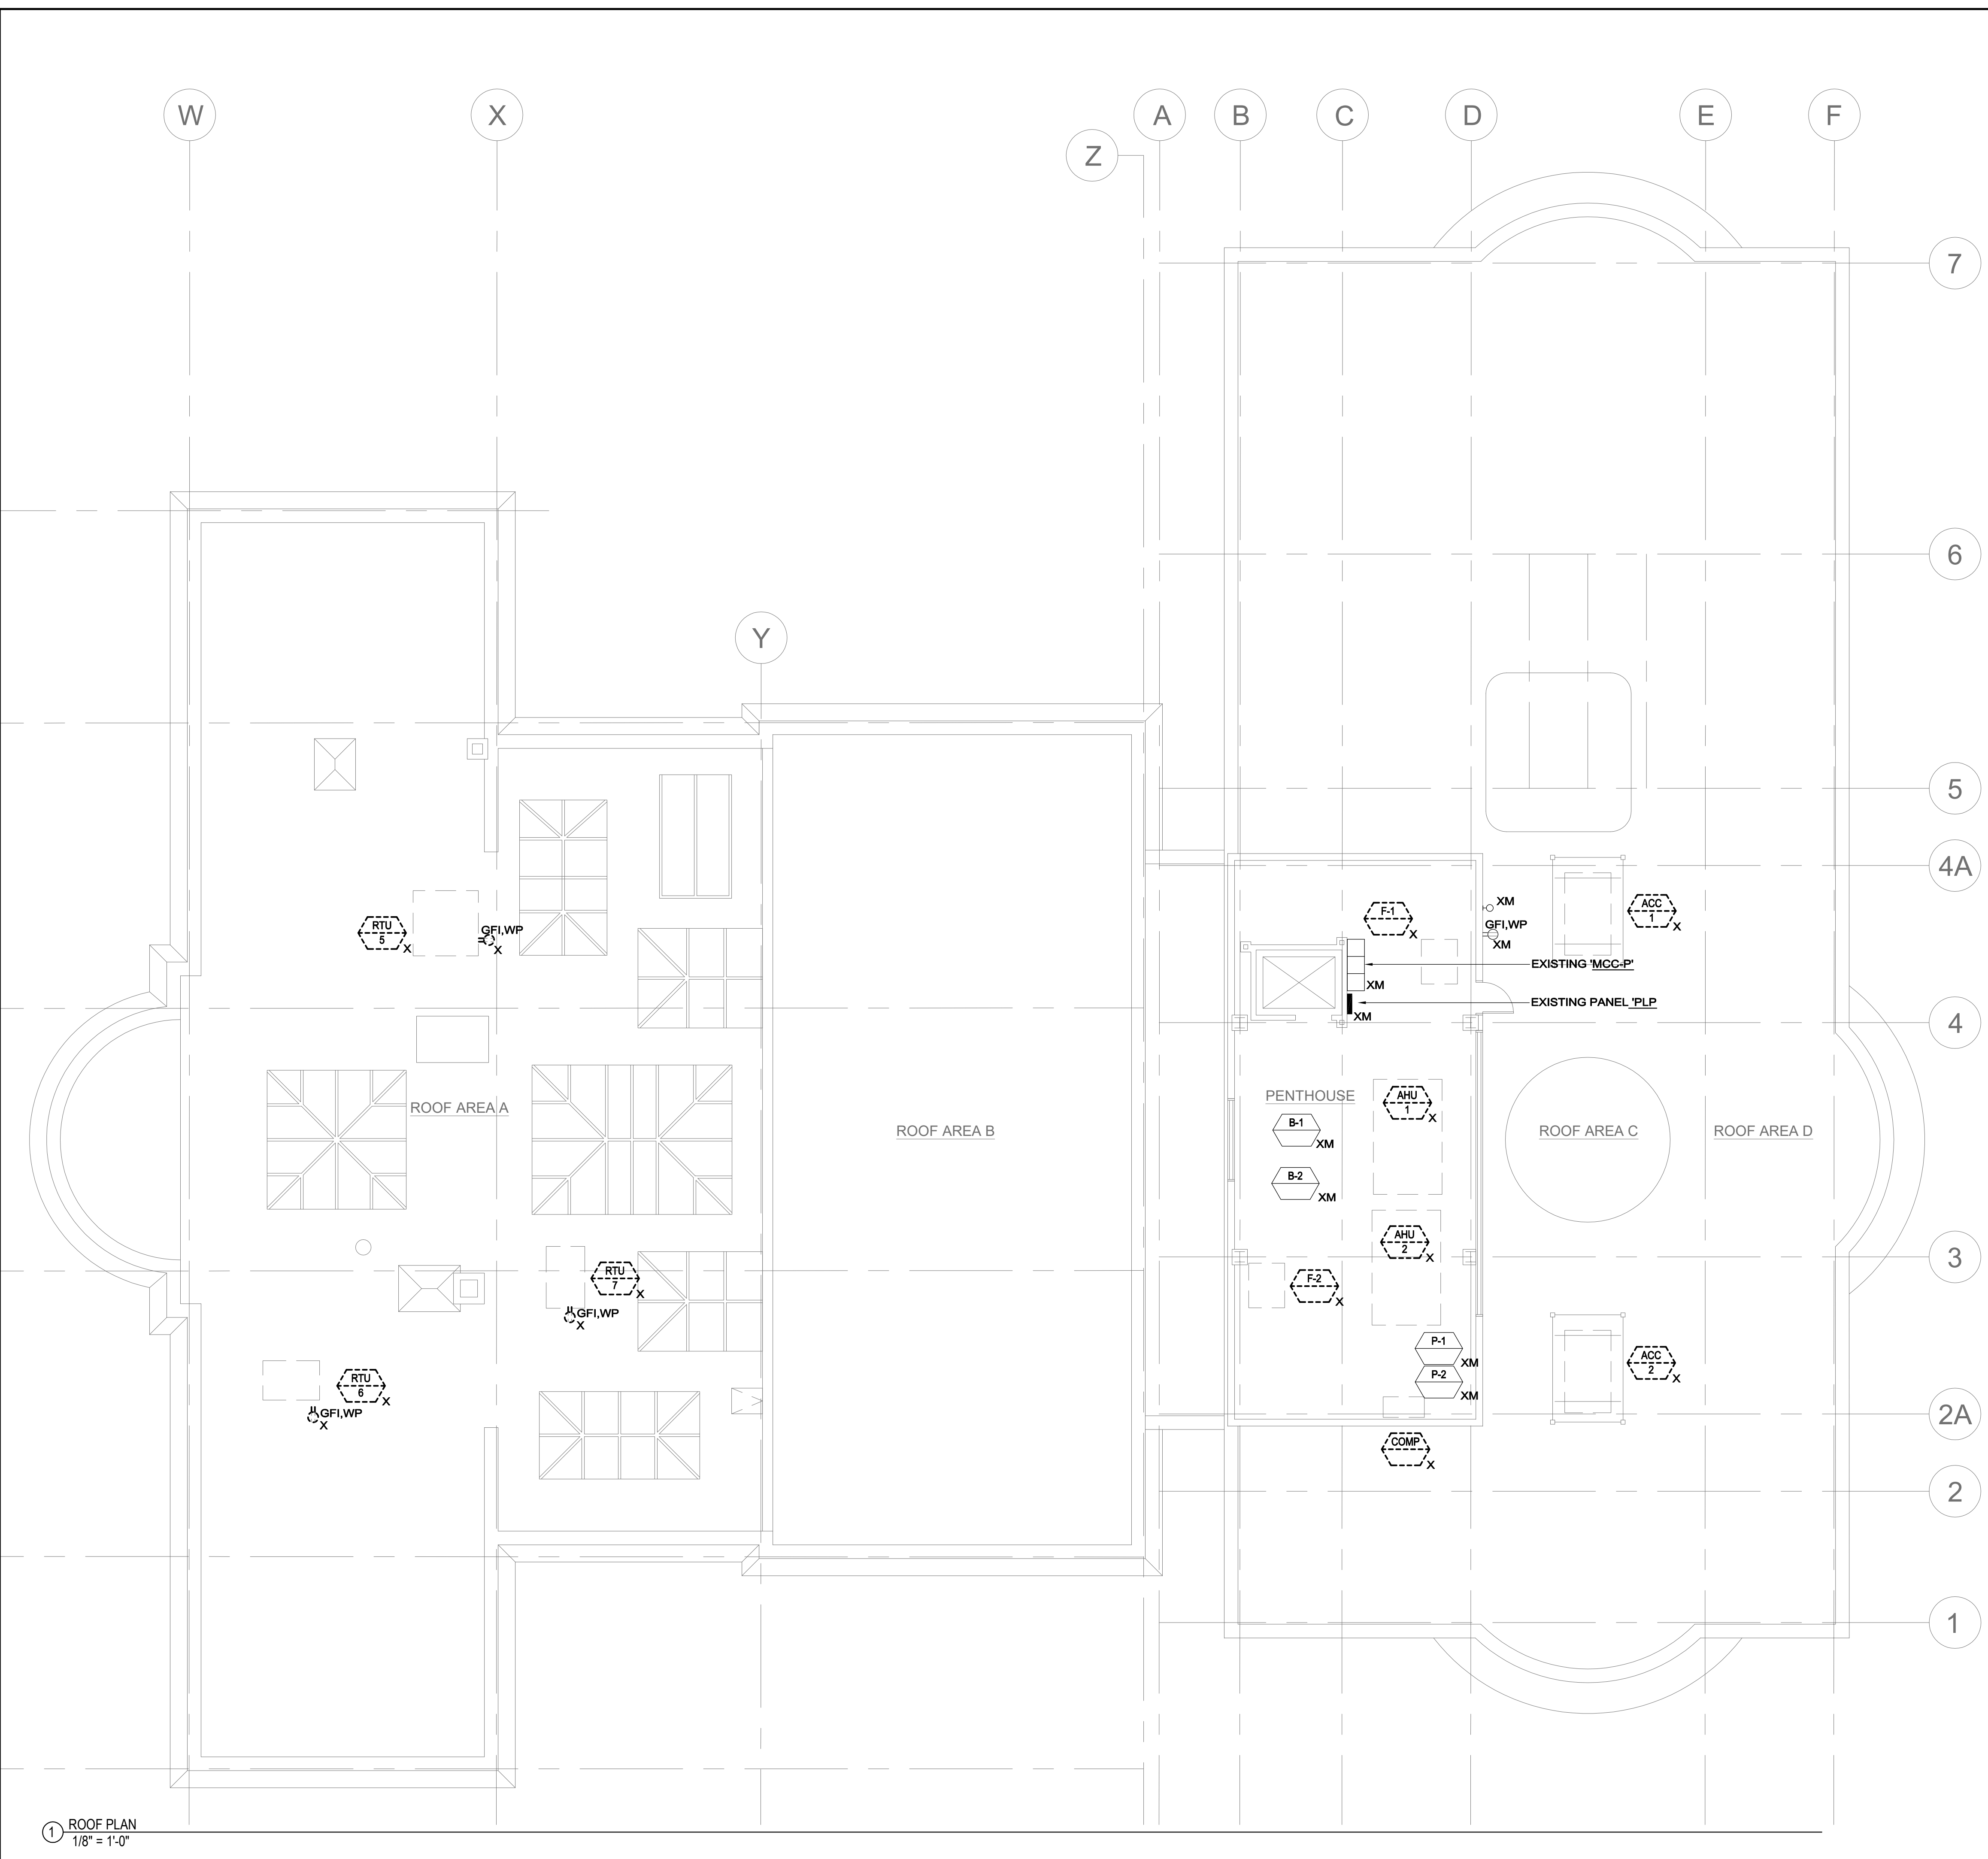 W
X
A
B
C
D
E
F
Z
7
6
Y
5
4A
F-1
X
XM
GFI,WP
XM
ACC
1
X
RTU
5
X
GFI,WP
X
EXISTING 'MCC-P'
XM
EXISTING PANEL 'PLP
XM
4
ROOF AREA A
ROOF AREA B
PENTHOUSE
AHU
1
X
B-1
XM
B-2
XM
ROOF AREA C
ROOF AREA D
AHU
2
X
3
RTU
7
X
GFI,WP
X
F-2
X
P-1
XM
P-2
XM
ACC
2
X
RTU
6
X
GFI,WP
X
2A
COMP
X
2
1
1
ROOF PLAN
1/8" = 1'-0"